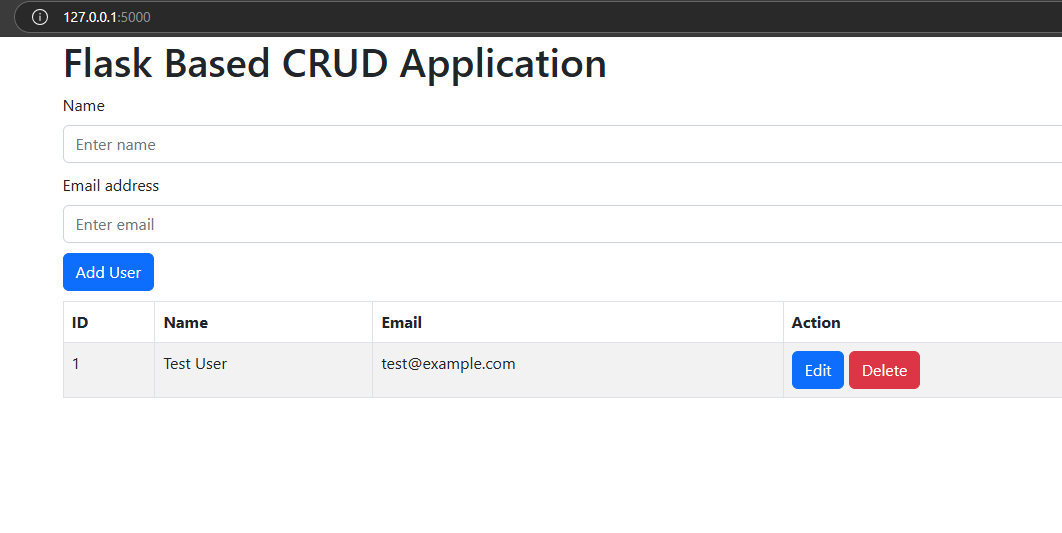 127.0.0.1:5000
Flask Based CRUD Application
Name
Enter name
Email address
Enter email
Add User
ID Name Email Action
1 Test User test@example.com Edit Delete